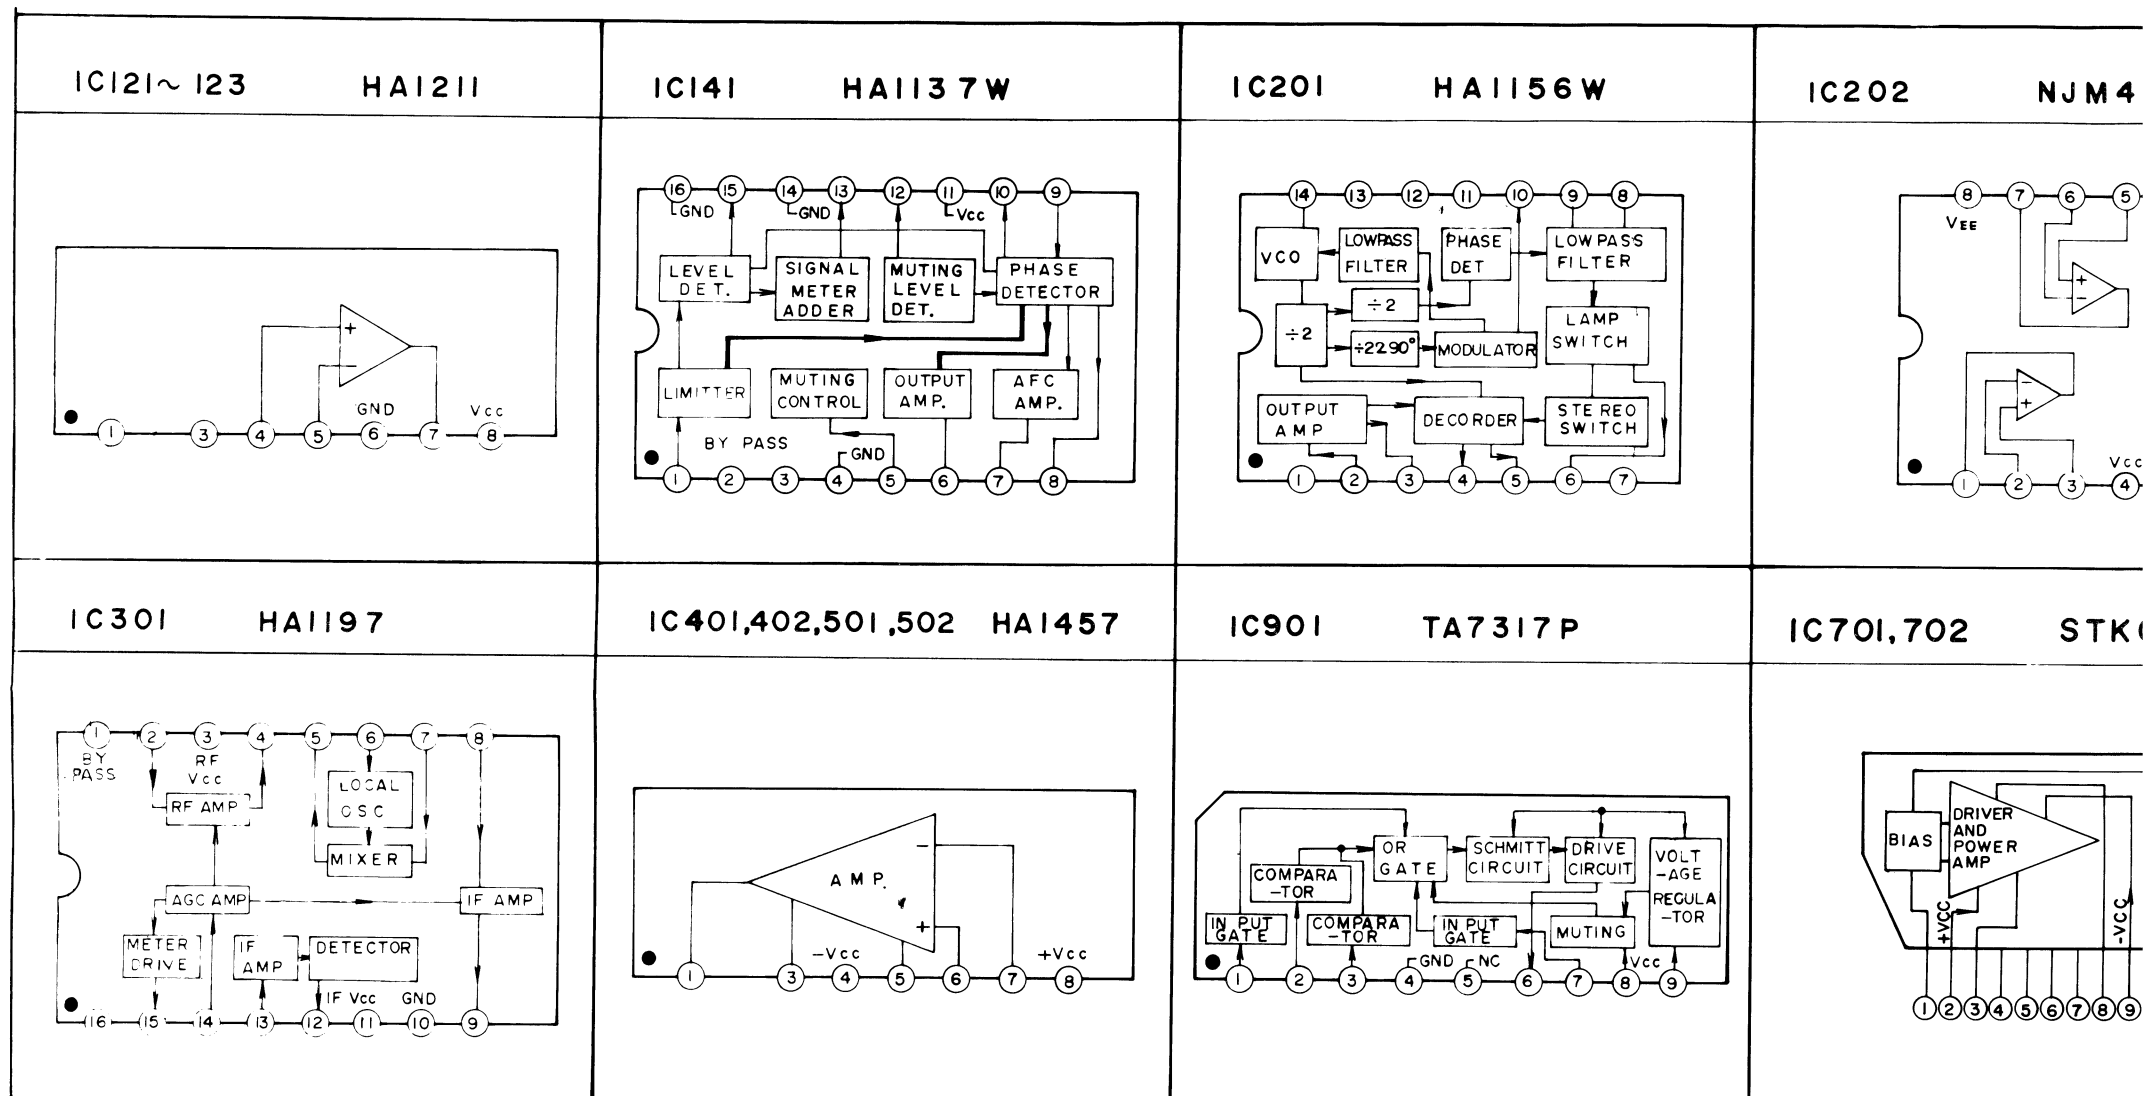 IC121~123 HA1211
4 + 5 −
GND Vcc
1 3 4 5 6 7 8
IC141 HA1137W
16 15 14 13 12 11 10 9
GND GND Vcc
LEVEL DET.
SIGNAL METER ADDER
MUTING LEVEL DET.
PHASE DETECTOR
LIMITTER
MUTING CONTROL
OUTPUT AMP.
AFC AMP.
BY PASS
GND
1 2 3 4 5 6 7 8
IC201 HA1156W
14 13 12 11 10 9 8
VCO
LOWPASS FILTER
PHASE DET
LOWPASS FILTER
÷2
÷2
÷2290°
MODULATOR
LAMP SWITCH
OUTPUT AMP
DECORDER
STEREO SWITCH
1 2 3 4 5 6 7
IC202 NJM4
8 7 6 5
VEE
+
−
−
+
Vcc
1 2 3 4
IC301 HA1197
1 2 3 4 5 6 7 8
BY PASS
RF Vcc
RF AMP
LOCAL OSC
MIXER
AGC AMP
IF AMP
METER DRIVE
IF AMP
DETECTOR
IF Vcc GND
16 15 14 13 12 11 10 9
IC401,402,501,502 HA1457
−
AMP.
+
−Vcc +Vcc
1 3 4 5 6 7 8
IC901 TA7317P
OR GATE
SCHMITT CIRCUIT
DRIVE CIRCUIT
VOLT-AGE REGULA-TOR
COMPARA-TOR
INPUT GATE
COMPARA-TOR
INPUT GATE
MUTING
GND NC Vcc
1 2 3 4 5 6 7 8 9
IC701,702 STK
BIAS
DRIVER AND POWER AMP
+VCC
−VCC
1 2 3 4 5 6 7 8 9